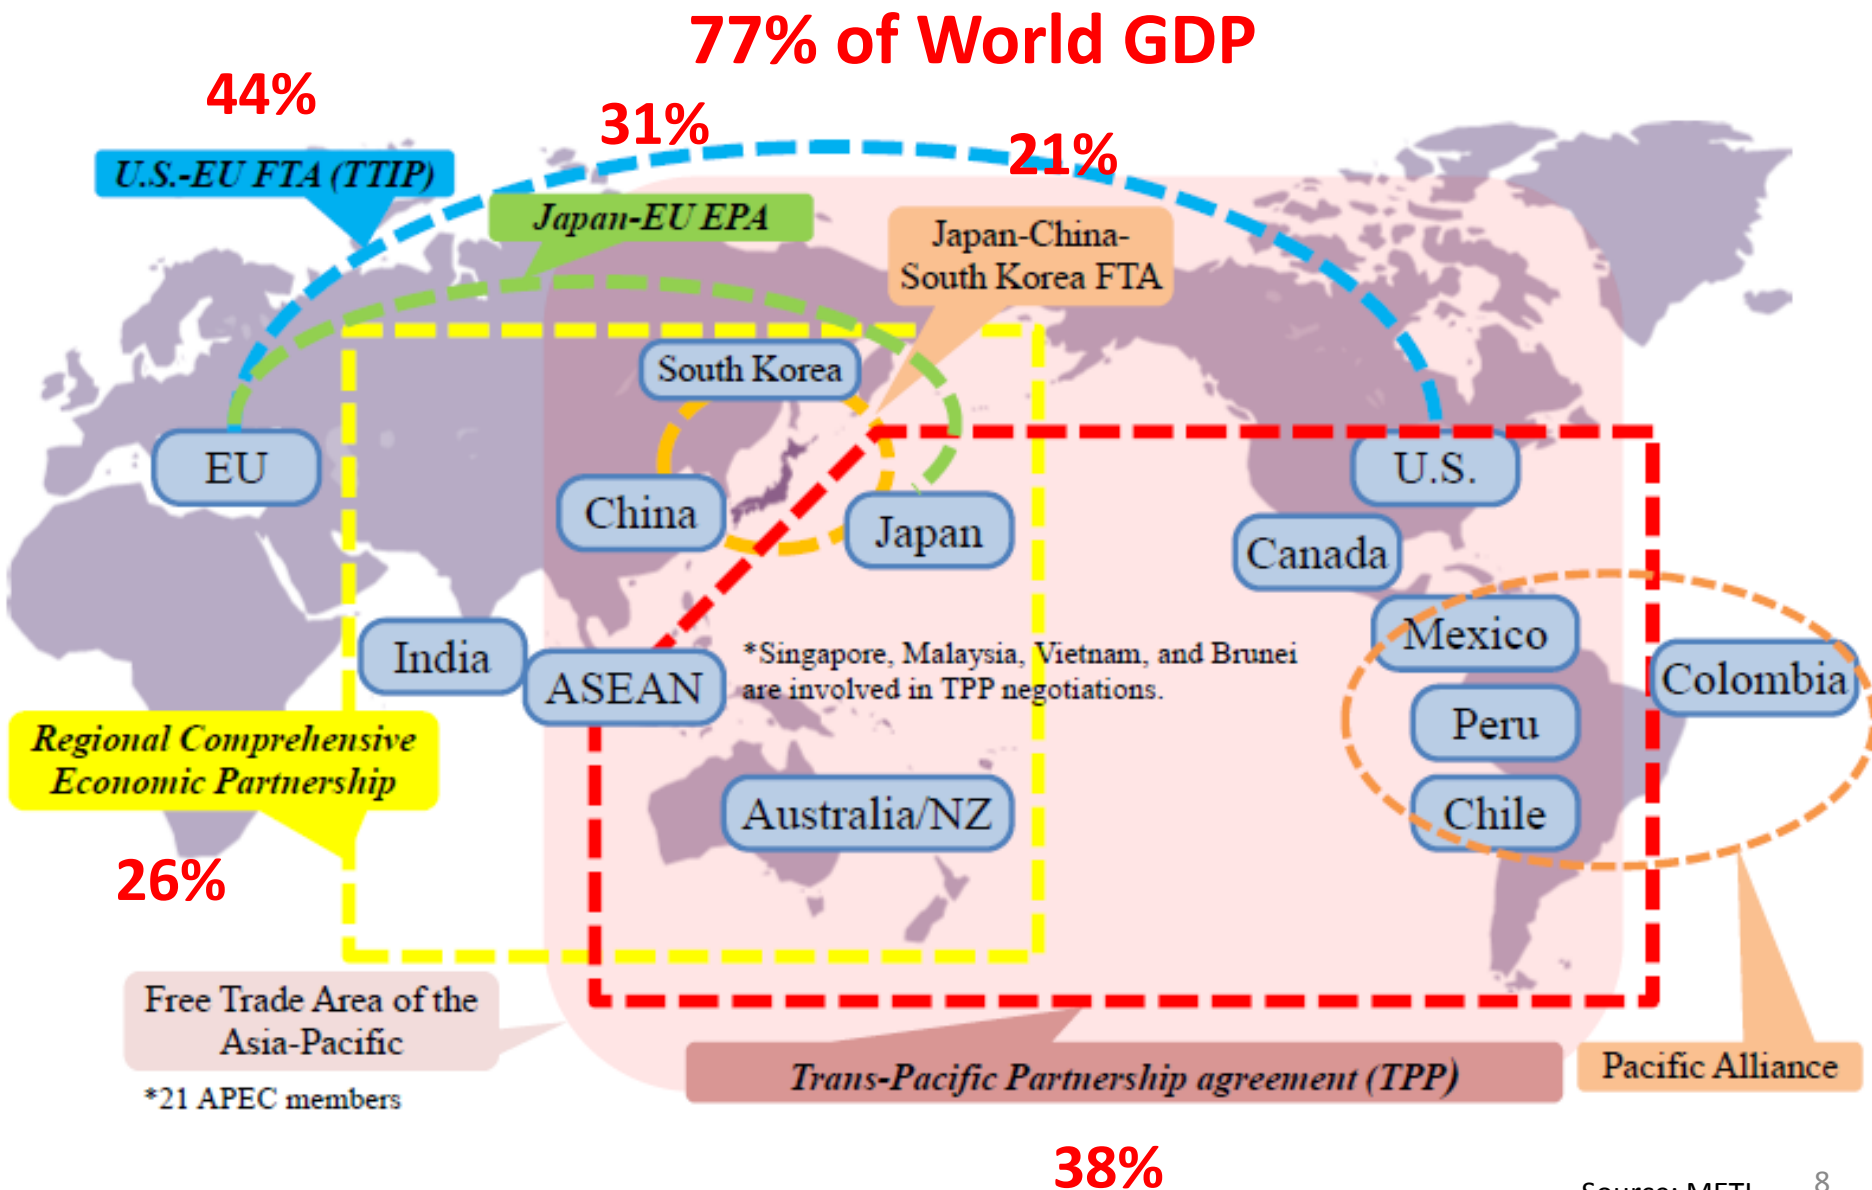 77% of World GDP
44%
31%
21%
U.S.-EU FTA (TTIP)
Japan-EU EPA
Japan-China-
South Korea FTA
South Korea
EU
U.S.
China
Japan
Canada
India
ASEAN
*Singapore, Malaysia, Vietnam, and Brunei
are involved in TPP negotiations.
Mexico
Colombia
Peru
Regional Comprehensive
Economic Partnership
Australia/NZ
Chile
26%
Free Trade Area of the
Asia-Pacific
*21 APEC members
Trans-Pacific Partnership agreement (TPP)
Pacific Alliance
38%
Source: METI
8